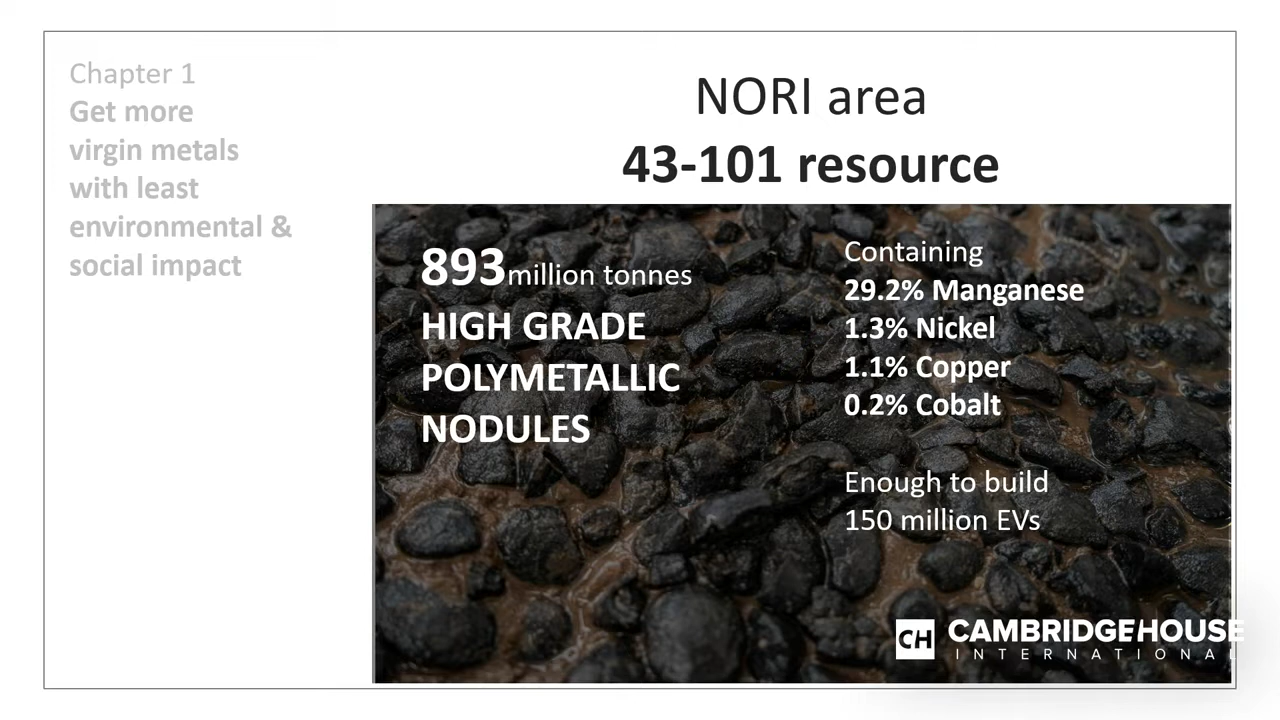 Chapter 1
Get more
virgin metals
with least
environmental &
social impact
NORI area
43-101 resource
893million tonnes
HIGH GRADE
POLYMETALLIC
NODULES
Containing
29.2% Manganese
1.3% Nickel
1.1% Copper
0.2% Cobalt
Enough to build
150 million EVs
CH CAMBRIDGEHOUSE
INTERNATIONAL